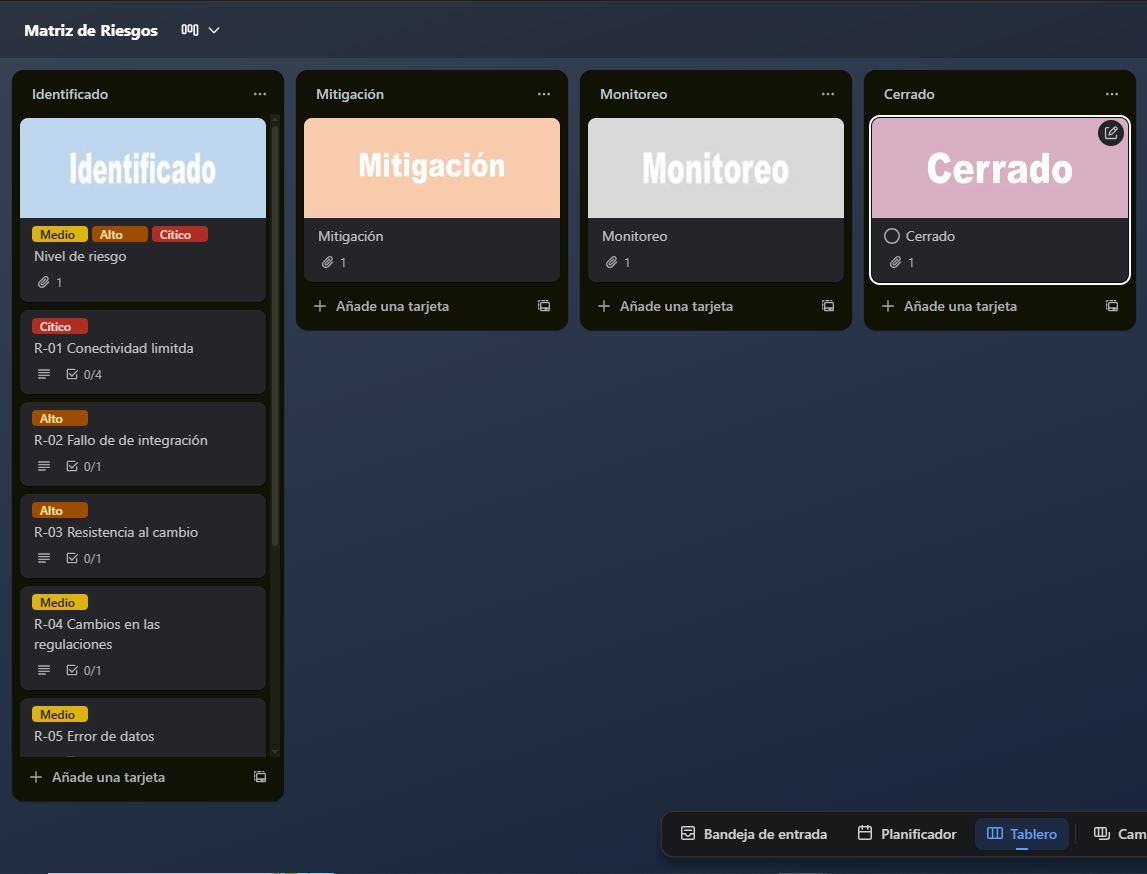 Matriz de Riesgos
Identificado
Identificado
Medio Alto Cítico
Nivel de riesgo
1
Cítico
R-01 Conectividad limitda
0/4
Alto
R-02 Fallo de de integración
0/1
Alto
R-03 Resistencia al cambio
0/1
Medio
R-04 Cambios en las
regulaciones
0/1
Medio
R-05 Error de datos
+ Añade una tarjeta
Mitigación
Mitigación
Mitigación
1
+ Añade una tarjeta
Monitoreo
Monitoreo
Monitoreo
1
+ Añade una tarjeta
Cerrado
Cerrado
Cerrado
1
+ Añade una tarjeta
Bandeja de entrada Planificador Tablero Cam